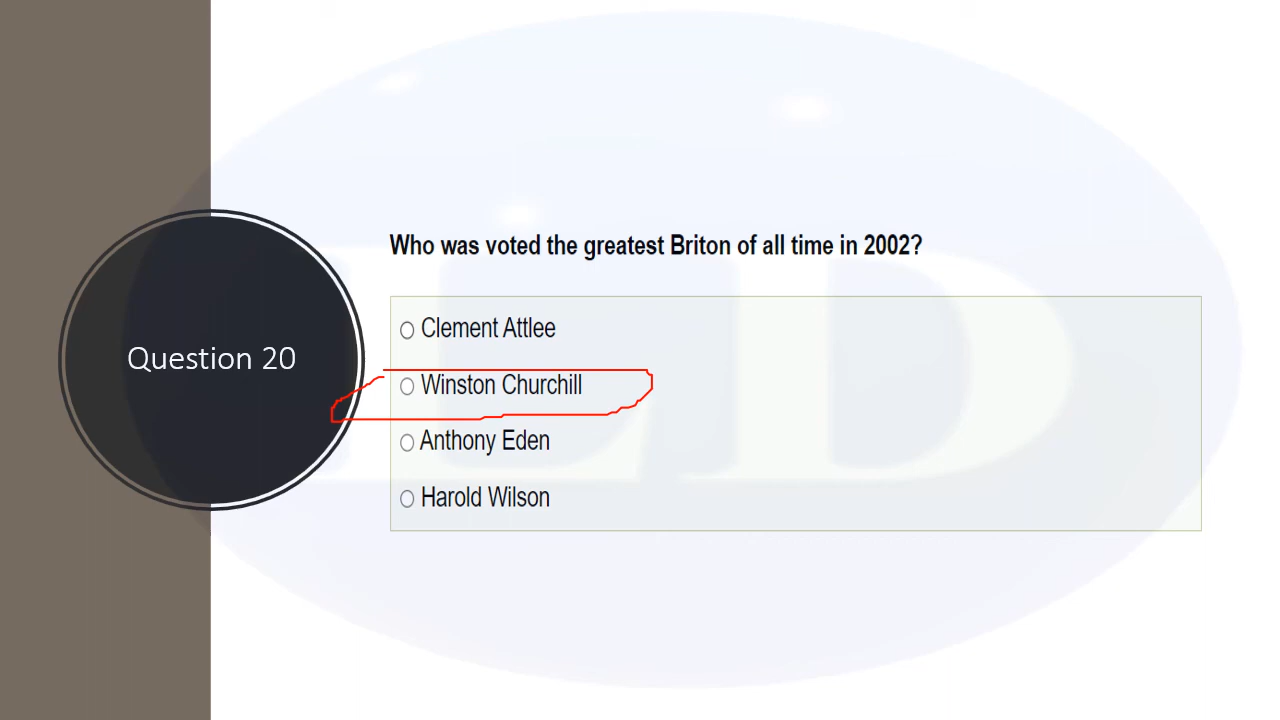 Question 20
Who was voted the greatest Briton of all time in 2002?
Clement Attlee
Winston Churchill
Anthony Eden
Harold Wilson